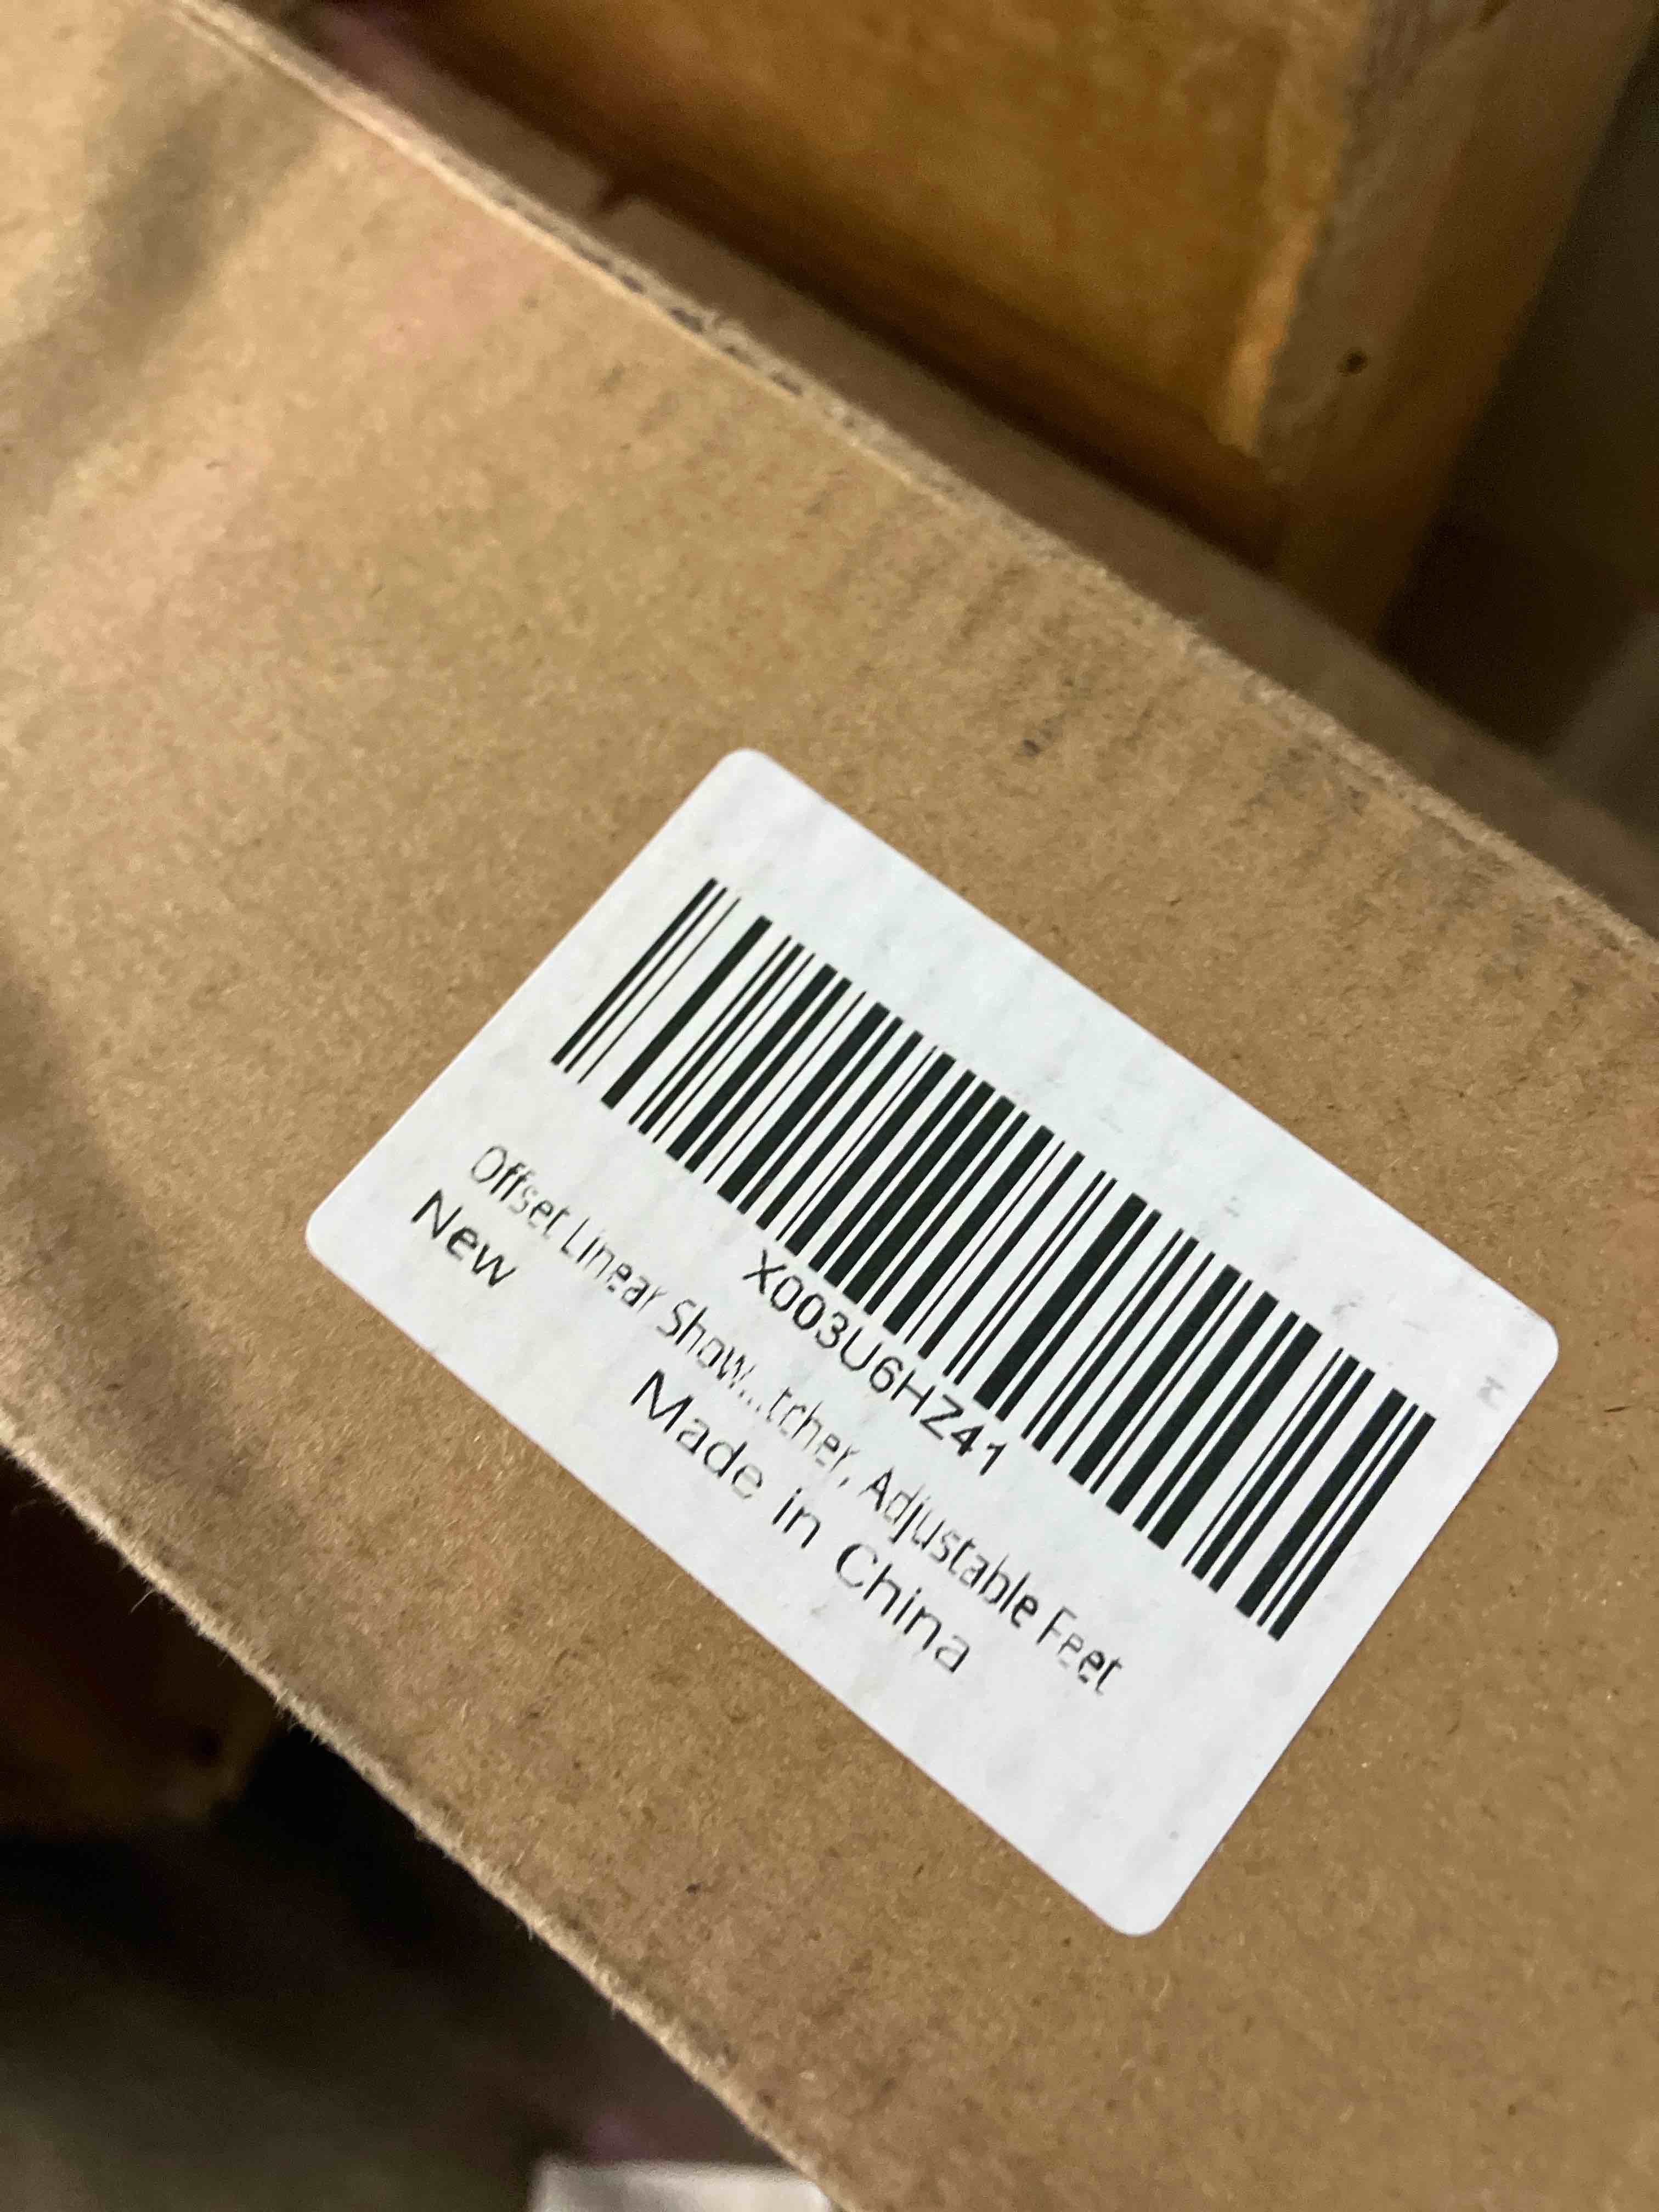 X003U6HZ41
Offset Linear Show...tcher, Adjustable Feet
New
Made in China